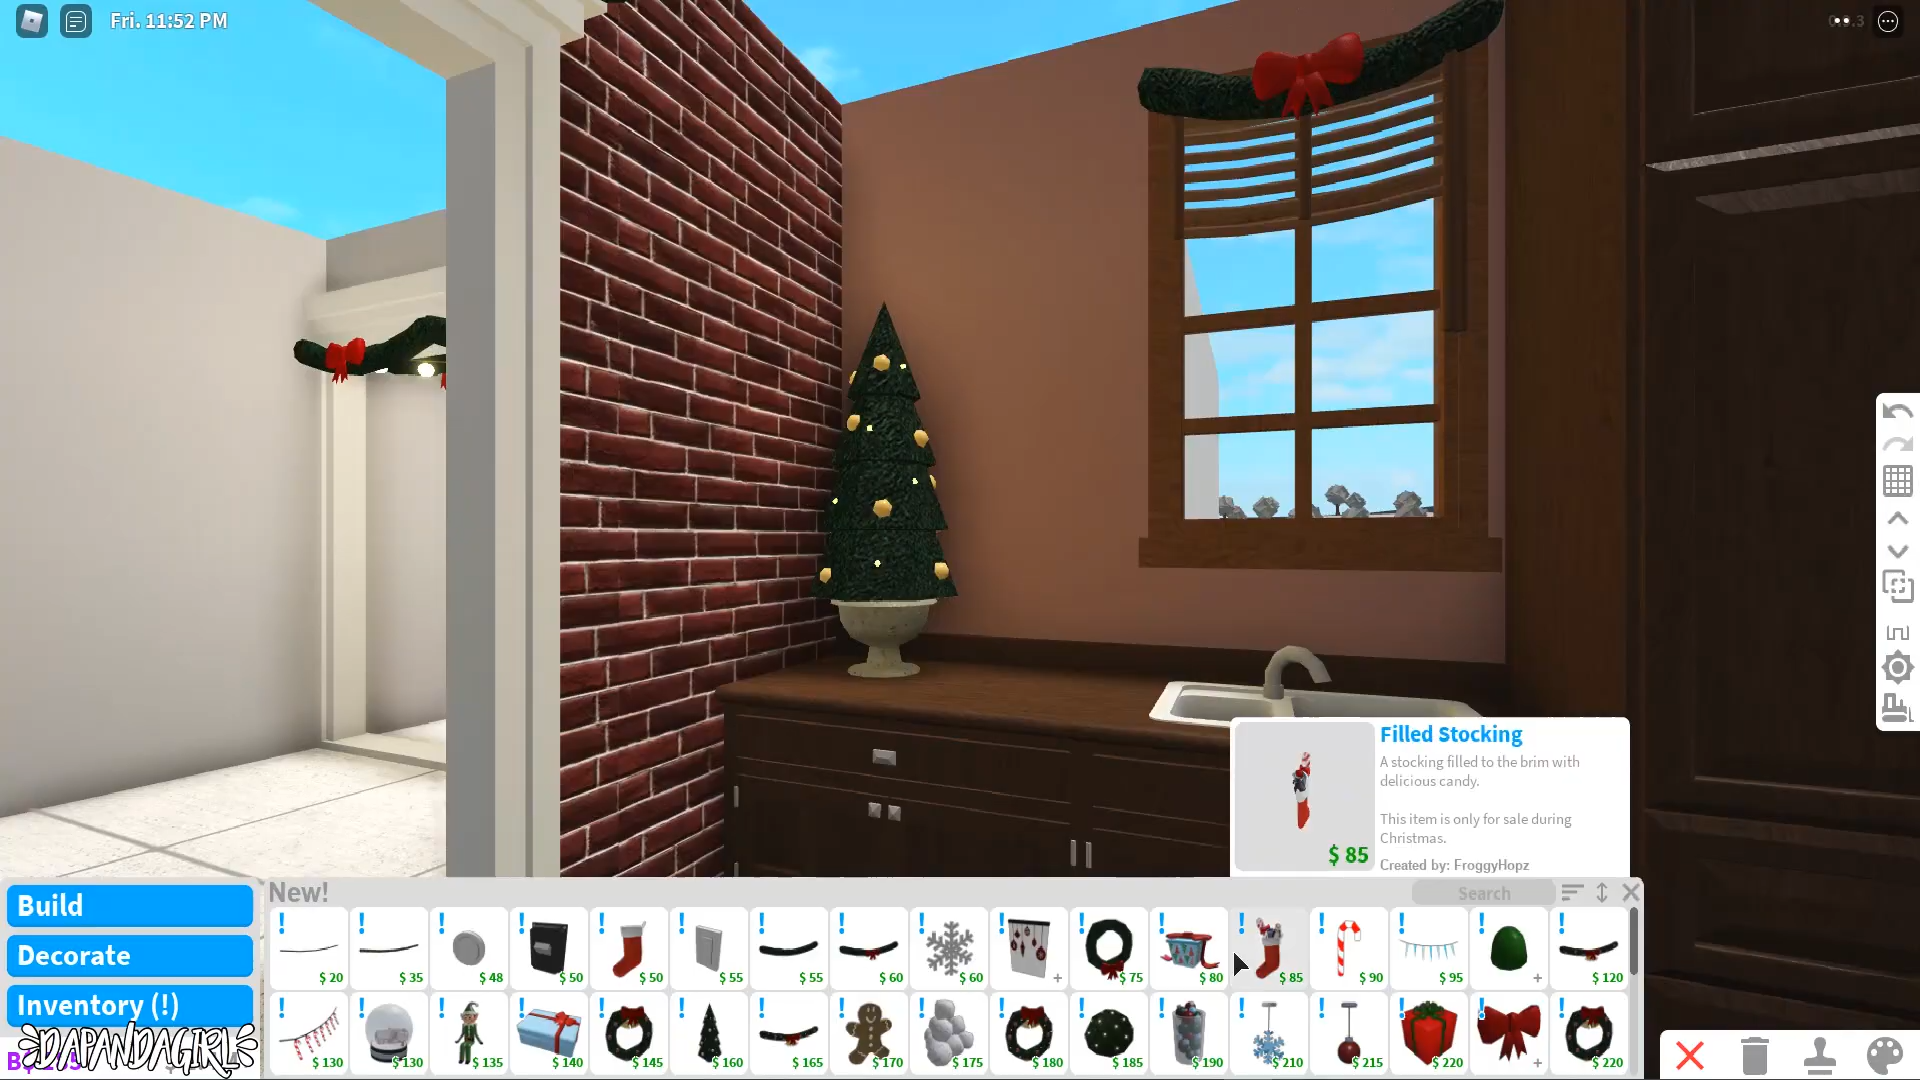 Fri. 11:52 PM
Filled Stocking
A stocking filled to the brim with
delicious candy.
This item is only for sale during
Christmas.
$ 85
Created by: FroggyHopz
New!
Search
Build
Decorate
Inventory (!)
DAPANDAGIRL
$ 20
$ 35
$ 48
$ 50
$ 50
$ 55
$ 55
$ 60
$ 60
+
$ 75
$ 80
$ 85
$ 90
$ 95
+
$ 120
$ 130
$ 130
$ 135
$ 140
$ 145
$ 160
$ 165
$ 170
$ 175
$ 180
$ 185
$ 190
$ 210
$ 215
$ 220
+
$ 220